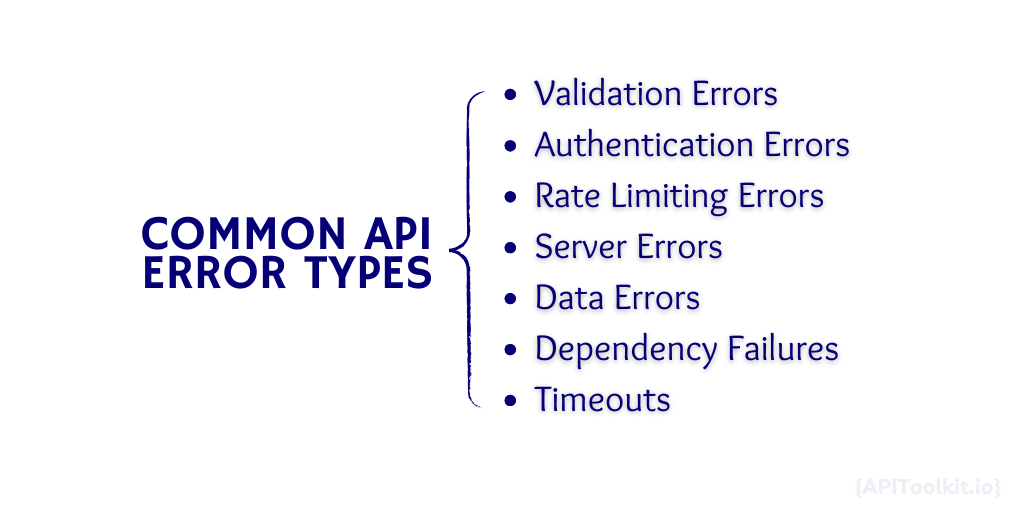 COMMON API
ERROR TYPES
Validation Errors
Authentication Errors
Rate Limiting Errors
Server Errors
Data Errors
Dependency Failures
Timeouts
{APIToolkit.io}